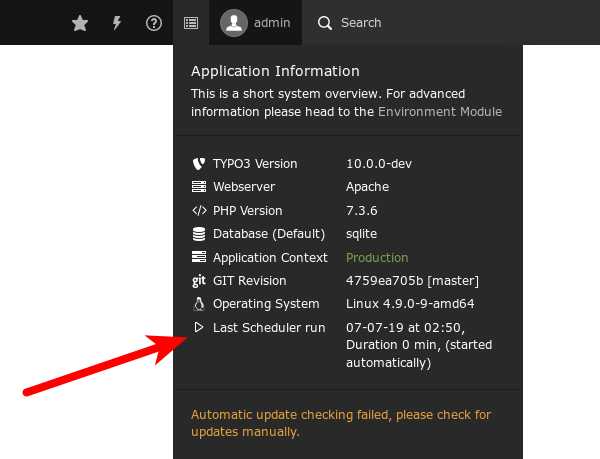 admin
Search
Application Information
This is a short system overview. For advanced
information please head to the Environment Module
TYPO3 Version 10.0.0-dev
Webserver Apache
PHP Version 7.3.6
Database (Default) sqlite
Application Context Production
git GIT Revision 4759ea705b [master]
Operating System Linux 4.9.0-9-amd64
Last Scheduler run 07-07-19 at 02:50,
Duration 0 min, (started
automatically)
Automatic update checking failed, please check for
updates manually.